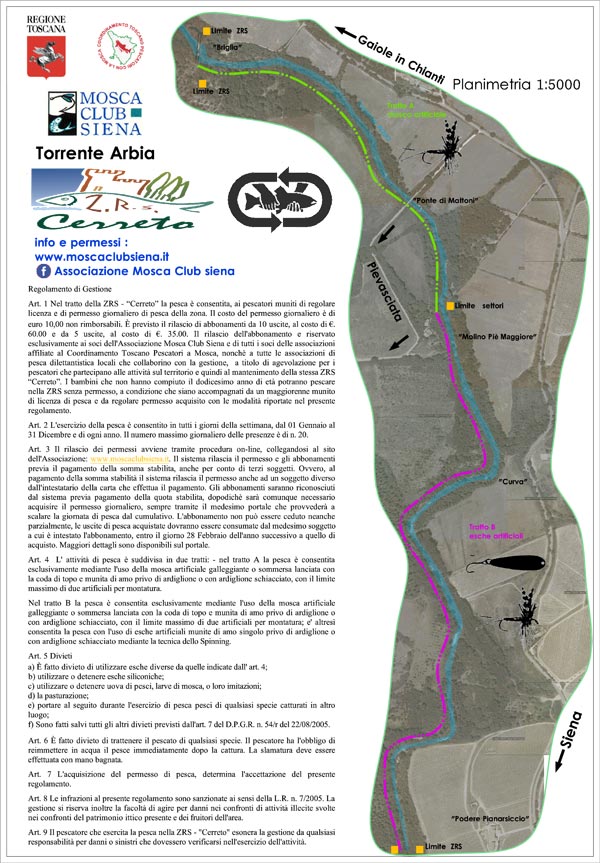 REGIONE
TOSCANA
COORDINAMENTO TOSCANO
PESCATORI CON LA MOSCA
MOSCA
CLUB
SIENA
Torrente Arbia
Z.R.S.
Cerreto
info e permessi :
www.moscaclubsiena.it
f Associazione Mosca Club siena
Regolamento di Gestione
Art. 1 Nel tratto della ZRS - “Cerreto” la pesca è consentita, ai pescatori muniti di regolare
licenza e di permesso giornaliero di pesca della zona. Il costo del permesso giornaliero è di
euro 10,00 non rimborsabili. È previsto il rilascio di abbonamenti da 10 uscite, al costo di €.
60.00 e da 5 uscite, al costo di €. 35.00. Il rilascio dell'abbonamento e riservato
esclusivamente ai soci dell'Associazione Mosca Club Siena e di tutti i soci delle associazioni
affiliate al Coordinamento Toscano Pescatori a Mosca, nonchè a tutte le associazioni di
pesca dilettantistica locali che collaborino con la gestione, a titolo di agevolazione per i
pescatori che partecipano alle attività sul territorio e quindi al mantenimento della stessa ZRS
“Cerreto”. I bambini che non hanno compiuto il dodicesimo anno di età potranno pescare
nella ZRS senza permesso, a condizione che siano accompagnati da un maggiorenne munito
di licenza di pesca e da regolare permesso acquisito con le modalità riportate nel presente
regolamento.
Art. 2 L'esercizio della pesca è consentito in tutti i giorni della settimana, dal 01 Gennaio al
31 Dicembre e di ogni anno. Il numero massimo giornaliero delle presenze è di n. 20.
Art. 3 Il rilascio dei permessi avviene tramite procedura on-line, collegandosi al sito
dell'Associazione: www.moscaclubsiena.it. Il sistema rilascia il permesso e gli abbonamenti
previa il pagamento della somma stabilita, anche per conto di terzi soggetti. Ovvero, al
pagamento della somma stabilità il sistema rilascia il permesso anche ad un soggetto diverso
dall'intestatario della carta che effettua il pagamento. Gli abbonamenti saranno riconosciuti
dal sistema previa pagamento della quota stabilita, dopodichè sarà comunque necessario
acquisire il permesso giornaliero, sempre tramite il medesimo portale che provvederà a
scalare la giornata di pesca dal cumulativo. L'abbonamento non può essere ceduto neanche
parzialmente, le uscite di pesca acquistate dovranno essere consumate dal medesimo soggetto
a cui è intestato l'abbonamento, entro il giorno 28 Febbraio dell'anno successivo a quello di
acquisto. Maggiori dettagli sono disponibili sul portale.
Art. 4 L' attività di pesca è suddivisa in due tratti: - nel tratto A la pesca è consentita
esclusivamente mediante l'uso della mosca artificiale galleggiante o sommersa lanciata con
la coda di topo e munita di amo privo di ardiglione o con ardiglione schiacciato, con il limite
massimo di due artificiali per montatura.
Nel tratto B la pesca è consentita esclusivamente mediante l'uso della mosca artificiale
galleggiante o sommersa lanciata con la coda di topo e munita di amo privo di ardiglione o
con ardiglione schiacciato, con il limite massimo di due artificiali per montatura; e' altresì
consentita la pesca con l'uso di esche artificiali munite di amo singolo privo di ardiglione o
con ardiglione schiacciato mediante la tecnica dello Spinning.
Art. 5 Divieti
a) È fatto divieto di utilizzare esche diverse da quelle indicate dall' art. 4;
b) utilizzare o detenere esche siliconiche;
c) utilizzare o detenere uova di pesci, larve di mosca, o loro imitazioni;
d) la pasturazione;
e) portare al seguito durante l'esercizio di pesca pesci di qualsiasi specie catturati in altro
luogo;
f) Sono fatti salvi tutti gli altri divieti previsti dall'art. 7 del D.P.G.R. n. 54/r del 22/08/2005.
Art. 6 È fatto divieto di trattenere il pescato di qualsiasi specie. Il pescatore ha l'obbligo di
reimmettere in acqua il pesce immediatamente dopo la cattura. La slamatura deve essere
effettuata con mano bagnata.
Art. 7 L'acquisizione del permesso di pesca, determina l'accettazione del presente
regolamento.
Art. 8 Le infrazioni al presente regolamento sono sanzionate ai sensi della L.R. n. 7/2005. La
gestione si riserva inoltre la facoltà di agire per danni nei confronti di attività illecite svolte
nei confronti del patrimonio ittico presente e dei fruitori dell'area.
Art. 9 Il pescatore che esercita la pesca nella ZRS - "Cerreto" esonera la gestione da qualsiasi
responsabilità per danni o sinistri che dovessero verificarsi nell'esercizio dell'attività.
Limite ZRS
"Briglia"
Limite ZRS
Gaiole in Chianti
Planimetria 1:5000
Tratto A
mosca artificiale
"Ponte di Mattoni"
Pievasciata
Limite settori
"Molino Piè Maggiore"
"Curva"
Tratto B
esche artificiali
Siena
"Podere Pianarsiccio"
Limite ZRS